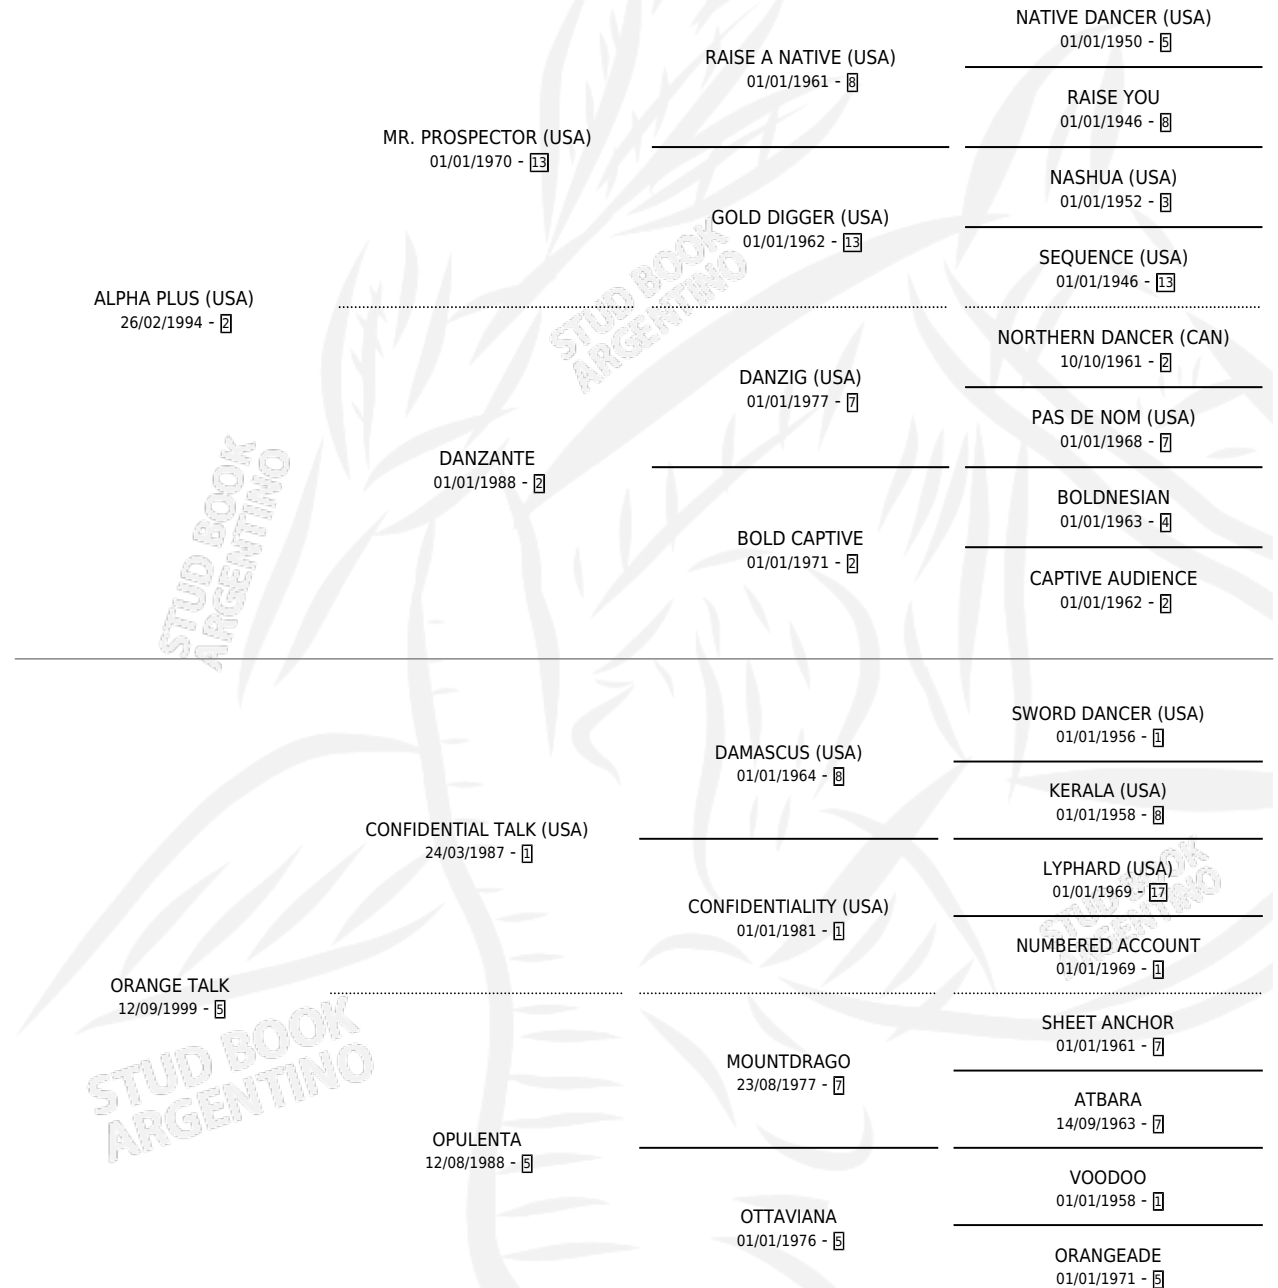 NATIVE DANCER (USA)
01/01/1950 - 5
RAISE A NATIVE (USA)
01/01/1961 - 8
RAISE YOU
01/01/1946 - 8
MR. PROSPECTOR (USA)
01/01/1970 - 13
NASHUA (USA)
01/01/1952 - 3
GOLD DIGGER (USA)
01/01/1962 - 13
SEQUENCE (USA)
01/01/1946 - 13
ALPHA PLUS (USA)
26/02/1994 - 2
STUD BOOK
ARGENTINO
NORTHERN DANCER (CAN)
10/10/1961 - 2
DANZIG (USA)
01/01/1977 - 7
PAS DE NOM (USA)
01/01/1968 - 7
DANZANTE
01/01/1988 - 2
BOLDNESIAN
01/01/1963 - 4
BOLD CAPTIVE
01/01/1971 - 2
CAPTIVE AUDIENCE
01/01/1962 - 2
STUD BOOK
ARGENTINO
SWORD DANCER (USA)
01/01/1956 - 1
DAMASCUS (USA)
01/01/1964 - 8
KERALA (USA)
01/01/1958 - 8
CONFIDENTIAL TALK (USA)
24/03/1987 - 1
LYPHARD (USA)
01/01/1969 - 17
CONFIDENTIALITY (USA)
01/01/1981 - 1
STUD BOOK
ARGENTINO
NUMBERED ACCOUNT
01/01/1969 - 1
ORANGE TALK
12/09/1999 - 5
STUD BOOK
ARGENTINO
SHEET ANCHOR
01/01/1961 - 7
MOUNTDRAGO
23/08/1977 - 7
ATBARA
14/09/1963 - 7
OPULENTA
12/08/1988 - 5
VOODOO
01/01/1958 - 1
OTTAVIANA
01/01/1976 - 5
ORANGEADE
01/01/1971 - 5